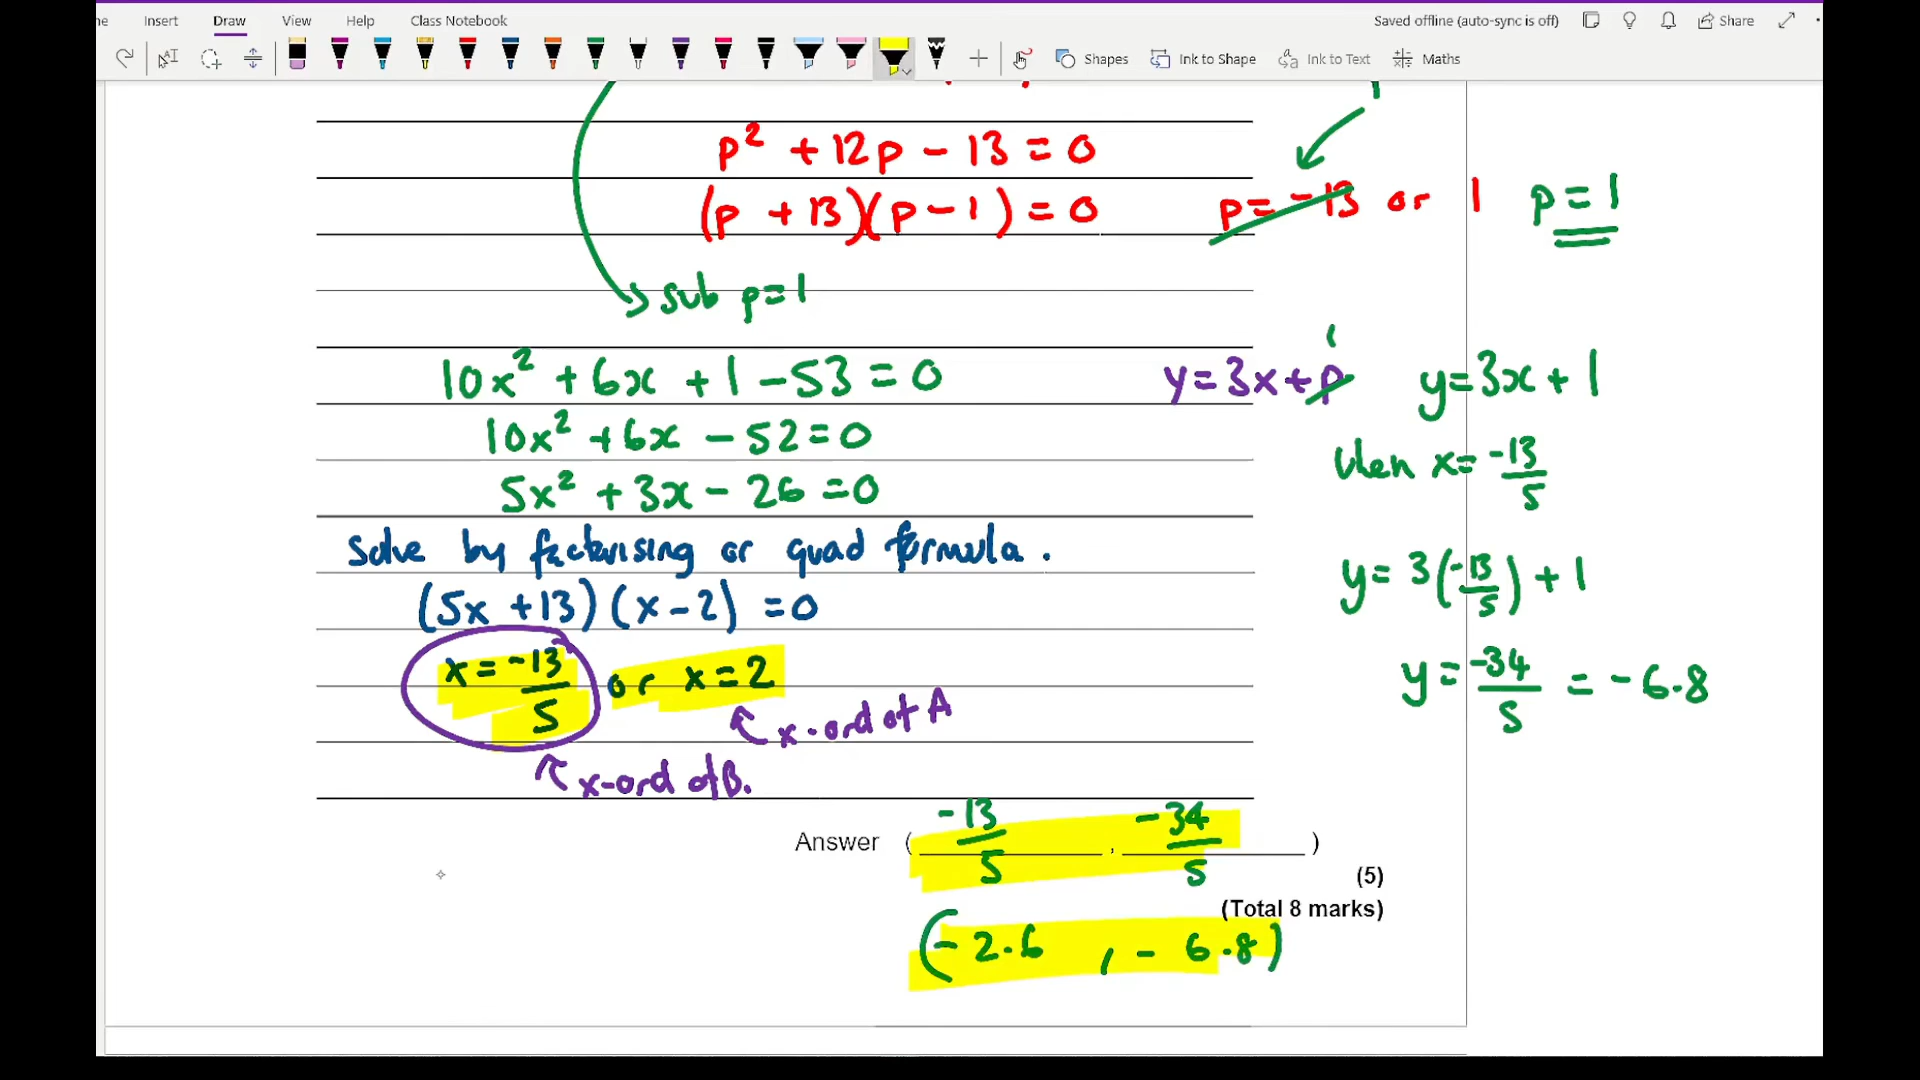 Insert Draw View Help Class Notebook Saved offline (auto-sync is off) Share
Shapes Ink to Shape Ink to Text Maths
p² + 12p - 13 = 0
(p + 13)(p - 1) = 0 p = -13 or 1 p = 1
sub p = 1
10x² + 6x + 1 - 53 = 0 y = 3x + p 1 y = 3x + 1
10x² + 6x - 52 = 0
when x = -13/5
5x² + 3x - 26 = 0
solve by factorising or quad formula.
y = 3(-13/5) + 1
(5x + 13)(x - 2) = 0
x = -13/5 or x = 2
y = -34/5 = -6.8
x-ord of A
x-ord of B.
Answer ( -13/5 , -34/5 )
(5)
(Total 8 marks)
(-2.6 , -6.8)